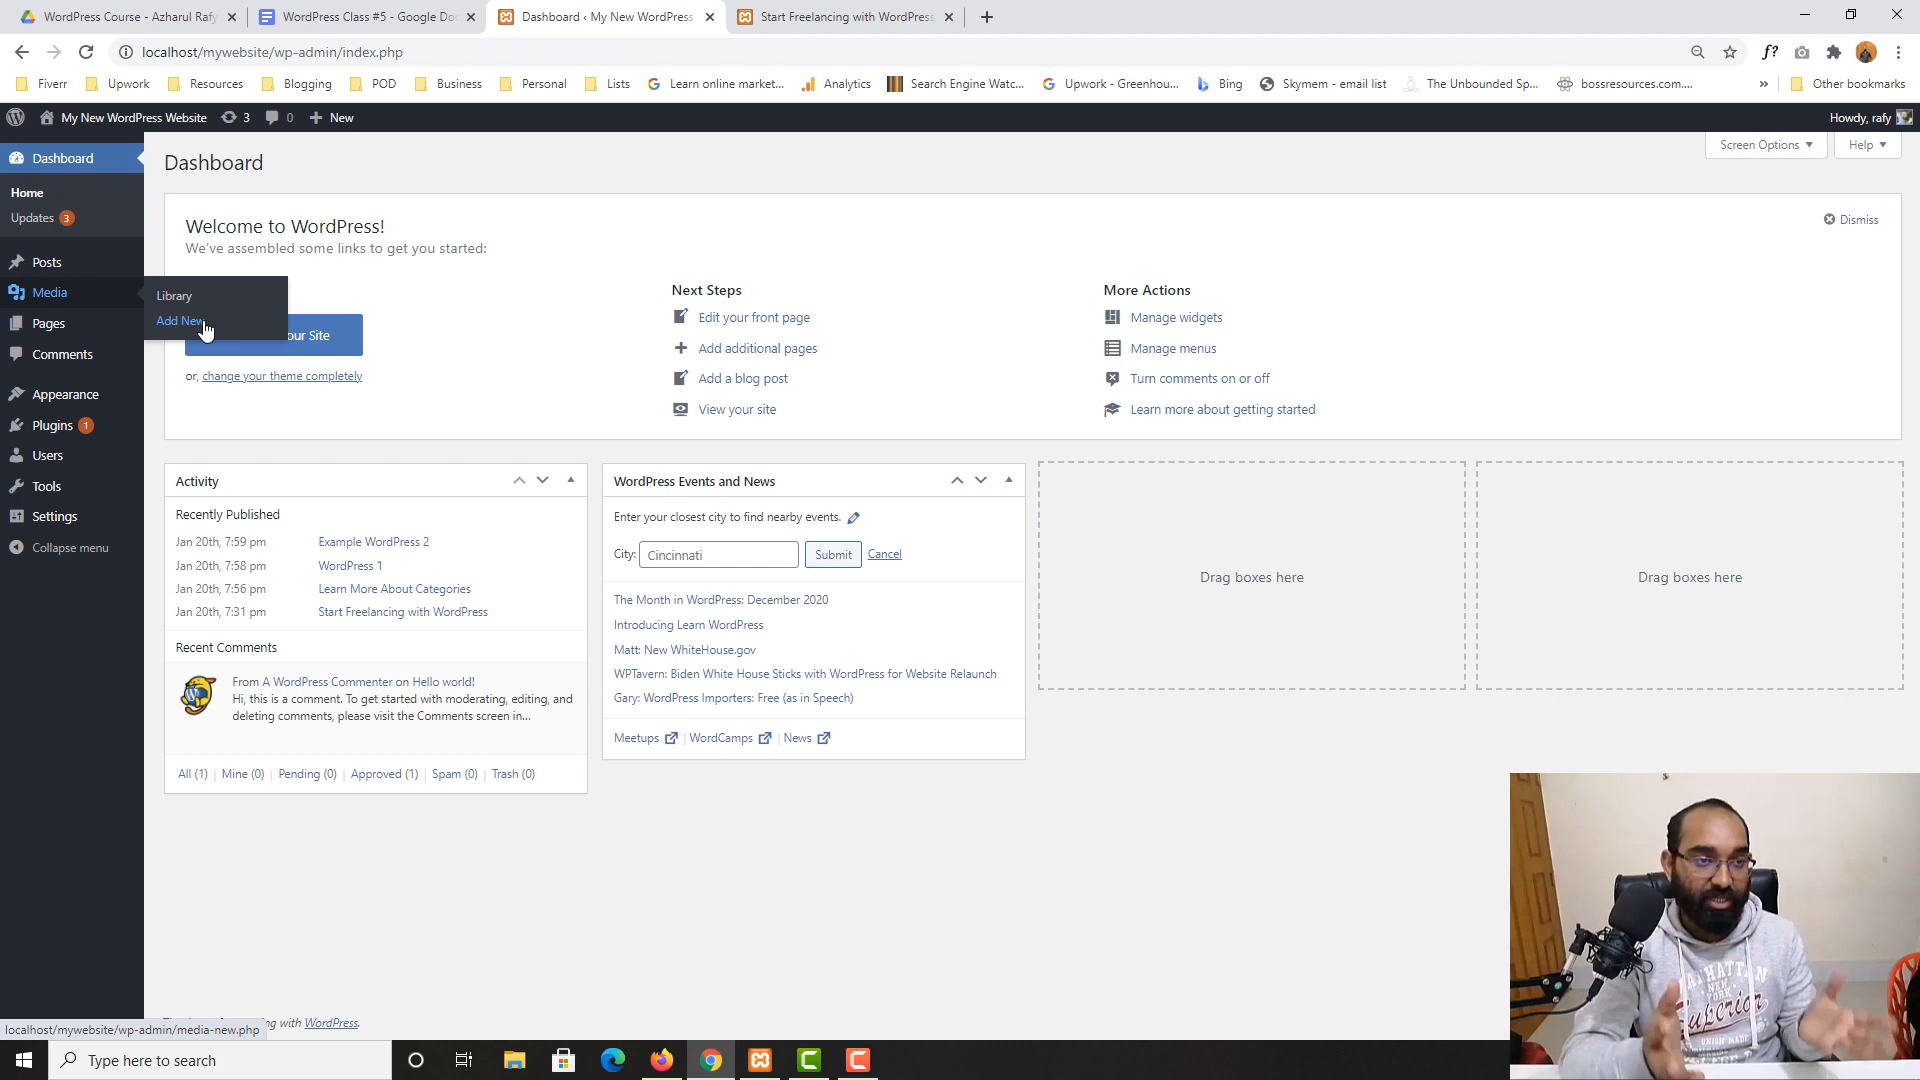 WordPress Course - Azharul Rafy
WordPress Class #5 - Google Doc
Dashboard ‹ My New WordPress
Start Freelancing with WordPress
localhost/mywebsite/wp-admin/index.php
f?
Fiverr
Upwork
Resources
Blogging
POD
Business
Personal
Lists
Learn online market...
Analytics
Search Engine Watc...
Upwork - Greenhou...
Bing
Skymem - email list
The Unbounded Sp...
bossresources.com....
»
Other bookmarks
My New WordPress Website
3
0
New
Howdy, rafy
Dashboard
Home
Updates 3
Posts
Media
Library
Add New
Pages
Comments
Appearance
Plugins 1
Users
Tools
Settings
Collapse menu
Dashboard
Screen Options
Help
Welcome to WordPress!
We've assembled some links to get you started:
Dismiss
our Site
or, change your theme completely
Next Steps
Edit your front page
Add additional pages
Add a blog post
View your site
More Actions
Manage widgets
Manage menus
Turn comments on or off
Learn more about getting started
Activity
Recently Published
Jan 20th, 7:59 pm Example WordPress 2
Jan 20th, 7:58 pm WordPress 1
Jan 20th, 7:56 pm Learn More About Categories
Jan 20th, 7:31 pm Start Freelancing with WordPress
Recent Comments
From A WordPress Commenter on Hello world!
Hi, this is a comment. To get started with moderating, editing, and
deleting comments, please visit the Comments screen in...
All (1) | Mine (0) | Pending (0) | Approved (1) | Spam (0) | Trash (0)
WordPress Events and News
Enter your closest city to find nearby events.
City: Cincinnati Submit Cancel
The Month in WordPress: December 2020
Introducing Learn WordPress
Matt: New WhiteHouse.gov
WPTavern: Biden White House Sticks with WordPress for Website Relaunch
Gary: WordPress Importers: Free (as in Speech)
Meetups | WordCamps | News
Drag boxes here
Drag boxes here
with WordPress.
localhost/mywebsite/wp-admin/media-new.php
Type here to search
MANHATTAN
NEW
YORK
Superior